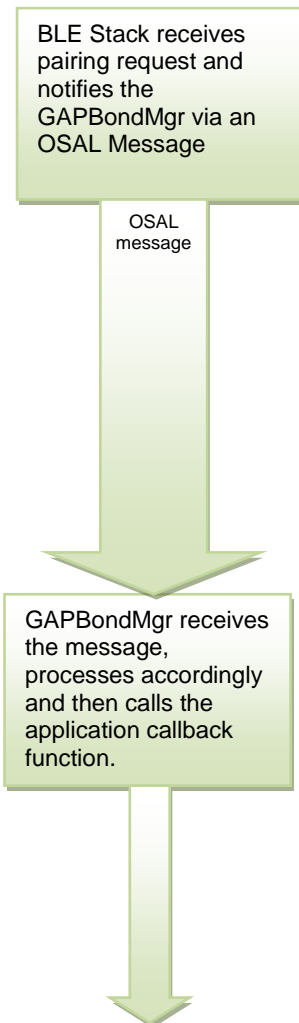 BLE Stack receives
pairing request and
notifies the
GAPBondMgr via an
OSAL Message
OSAL
message
GAPBondMgr receives
the message,
processes accordingly
and then calls the
application callback
function.